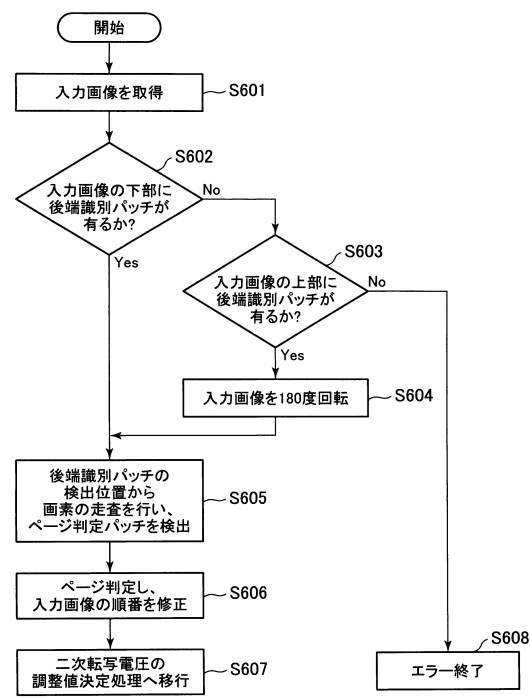 開始
入力画像を取得
S601
S602
入力画像の下部に
後端識別パッチが
有るか?
No
Yes
S603
入力画像の上部に
後端識別パッチが
有るか?
No
Yes
入力画像を180度回転
S604
後端識別パッチの
検出位置から
画素の走査を行い、
ページ判定パッチを検出
S605
ページ判定し、
入力画像の順番を修正
S606
二次転写電圧の
調整値決定処理へ移行
S607
S608
エラー終了